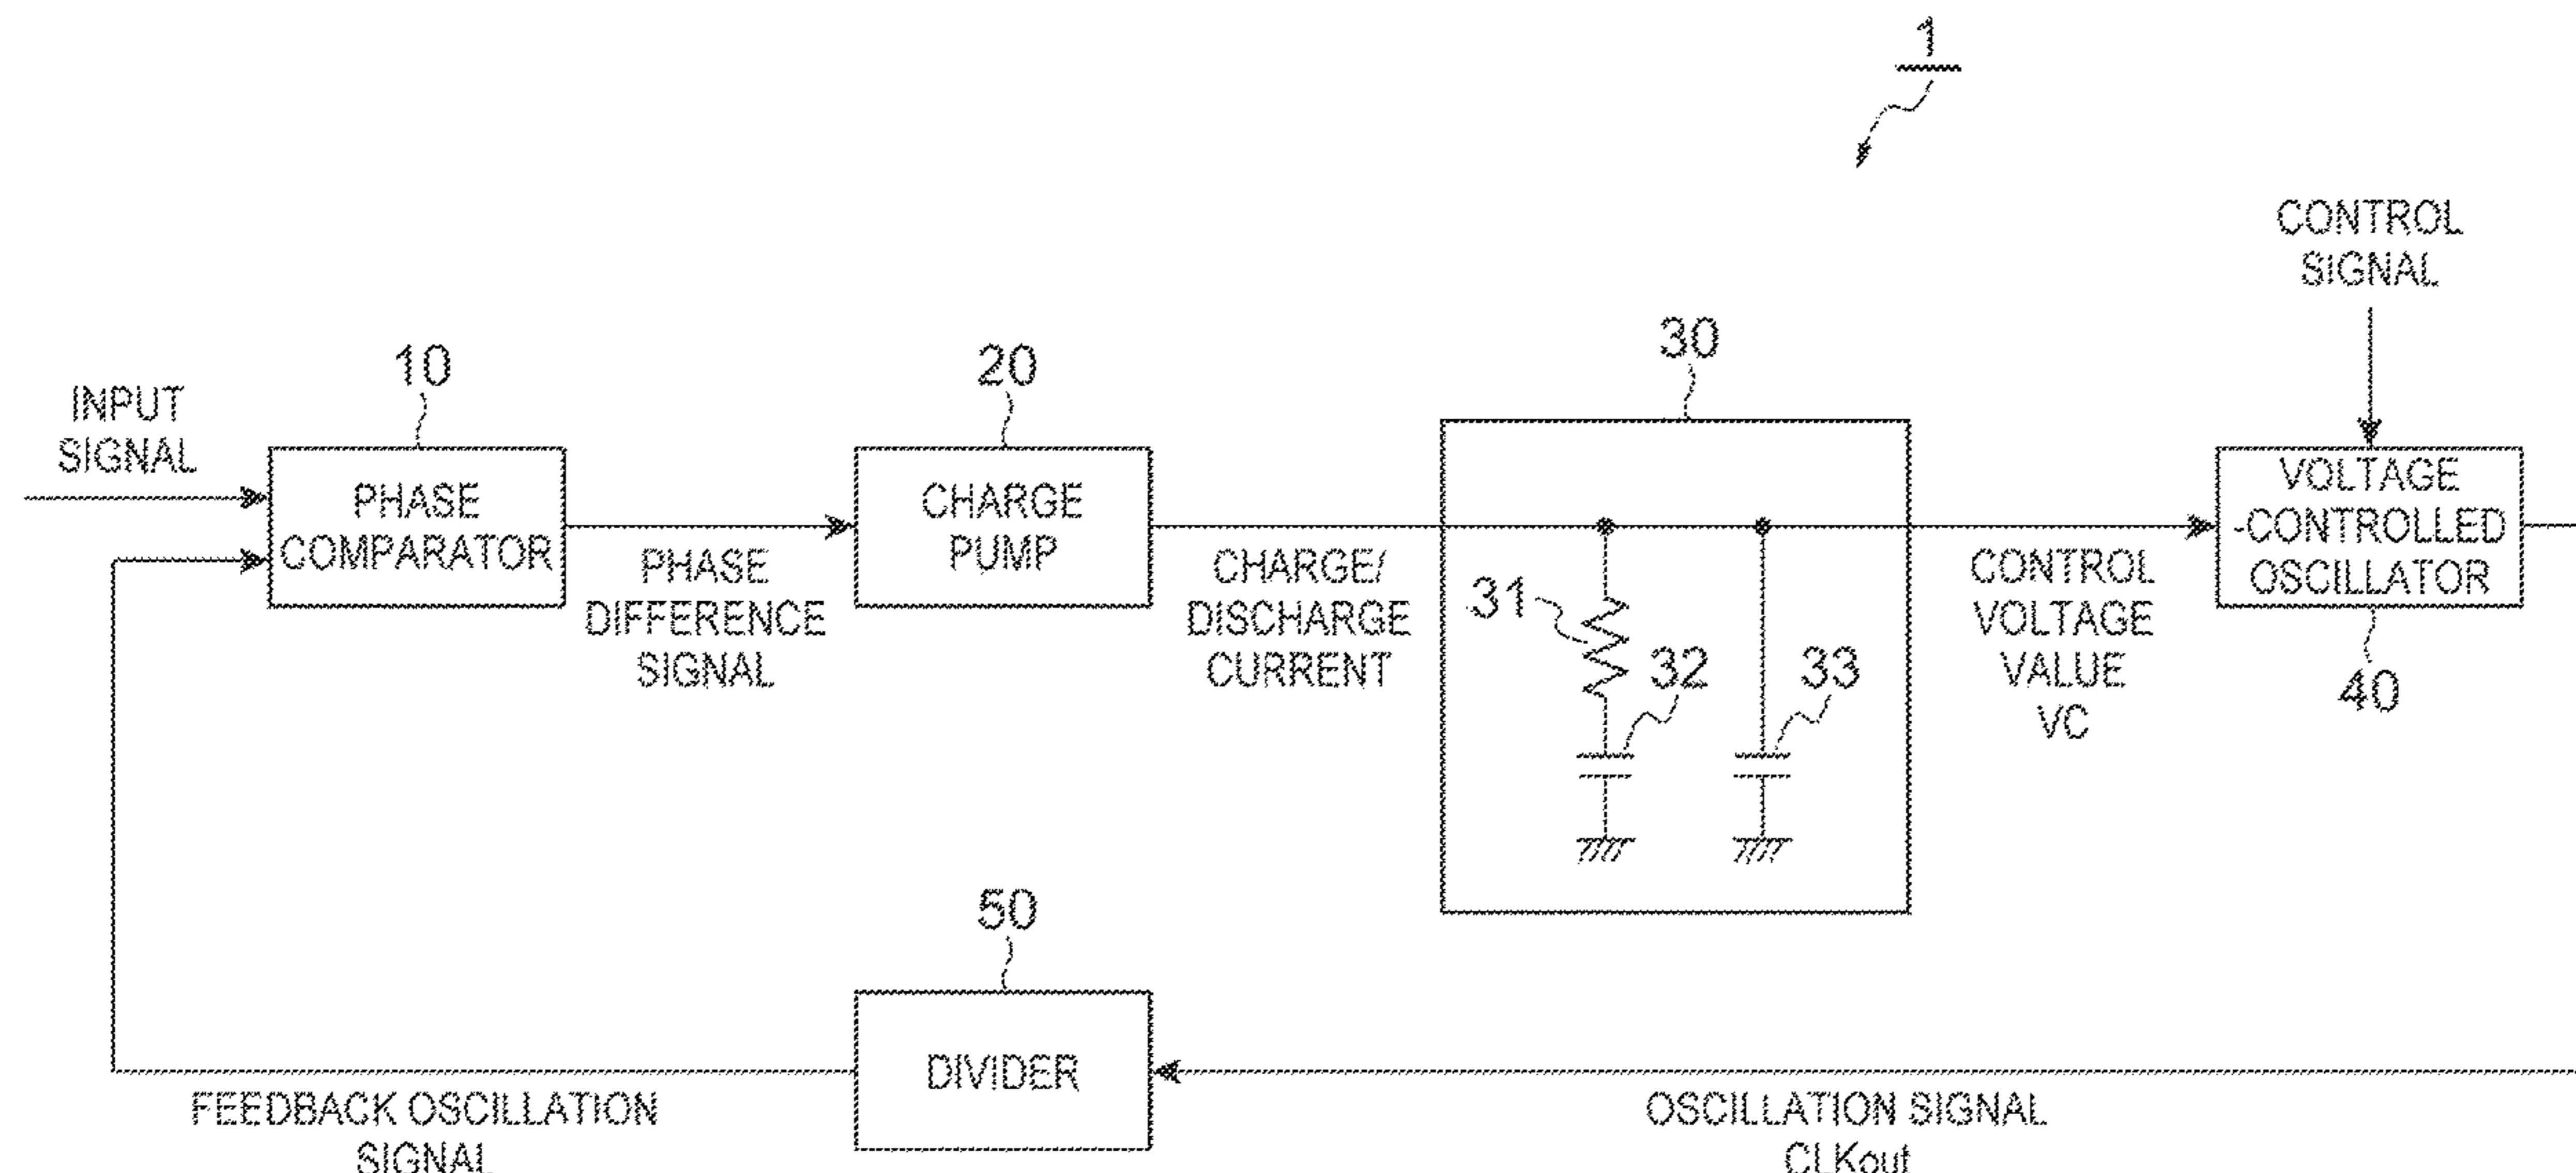 1
CONTROL
SIGNAL
10
20
30
INPUT
SIGNAL
PHASE
COMPARATOR
CHARGE
PUMP
VOLTAGE
-CONTROLLED
OSCILLATOR
PHASE
DIFFERENCE
SIGNAL
CHARGE/
DISCHARGE
CURRENT
31
32
33
CONTROL
VOLTAGE
VALUE
VC
40
50
DIVIDER
FEEDBACK OSCILLATION
SIGNAL
OSCILLATION SIGNAL
CLKout